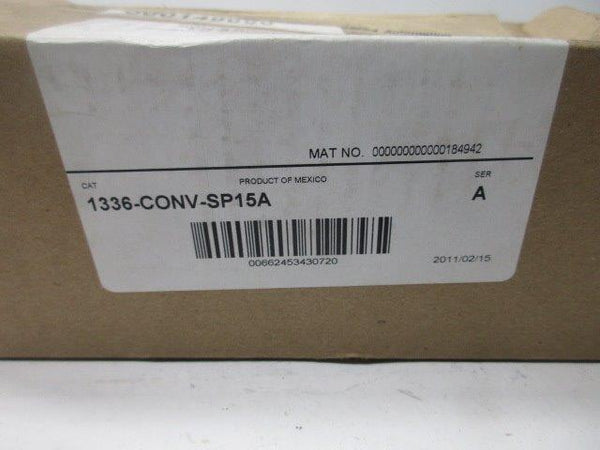 MAT NO. 000000000000184942
CAT PRODUCT OF MEXICO SER
1336-CONV-SP15A A
00662453430720
2011/02/15